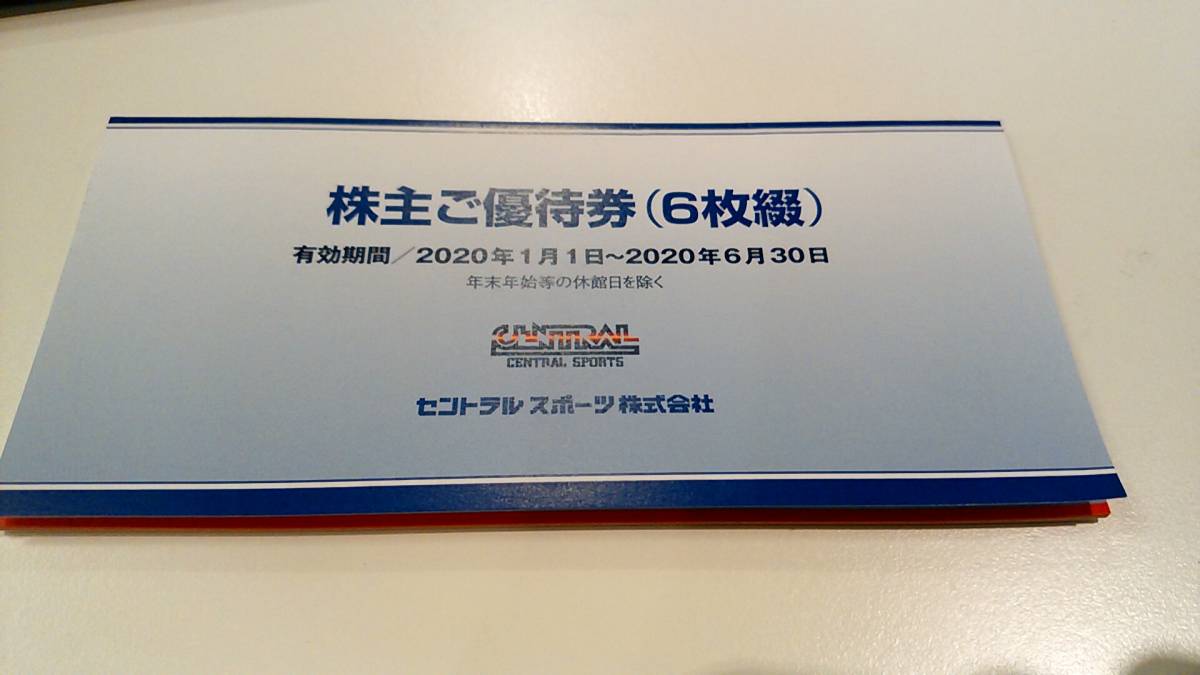 株主ご優待券(6枚綴)
有効期間/2020年1月1日~2020年6月30日
年末年始等の休館日を除く
CENTRAL
CENTRAL SPORTS
セントラルスポーツ株式会社